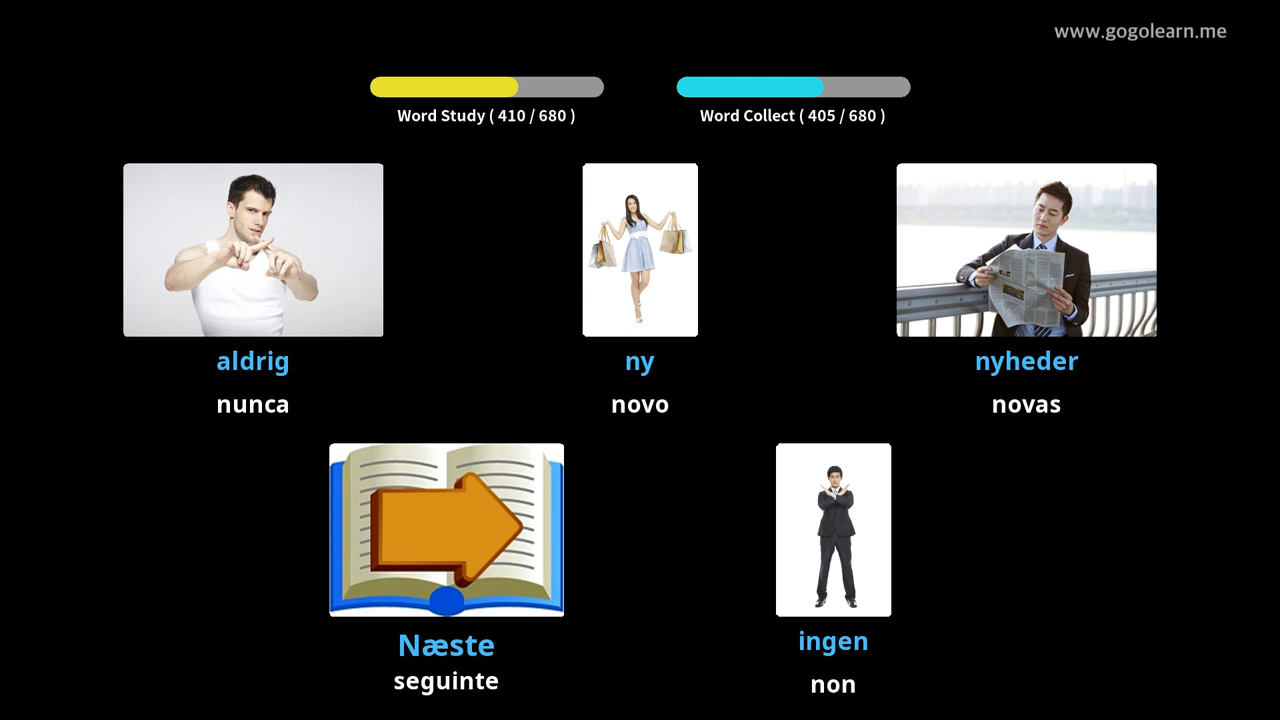 www.gogolearn.me
Word Study ( 410 / 680 )
Word Collect ( 405 / 680 )
aldrig
nunca
ny
novo
nyheder
novas
Næste
seguinte
ingen
non